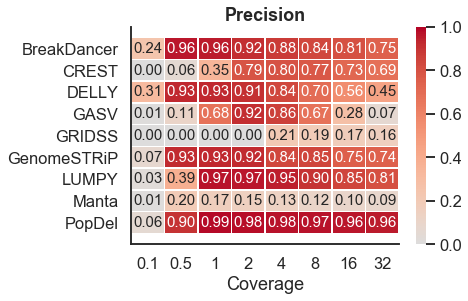 Precision
BreakDancer 0.24 0.96 0.96 0.92 0.88 0.84 0.81 0.75
CREST 0.00 0.06 0.35 0.79 0.80 0.77 0.73 0.69
DELLY 0.31 0.93 0.93 0.91 0.84 0.70 0.56 0.45
GASV 0.01 0.11 0.68 0.92 0.86 0.67 0.28 0.07
GRIDSS 0.00 0.00 0.00 0.00 0.21 0.19 0.17 0.16
GenomeSTRiP 0.07 0.93 0.93 0.92 0.84 0.85 0.75 0.74
LUMPY 0.03 0.39 0.97 0.97 0.95 0.90 0.85 0.81
Manta 0.01 0.20 0.17 0.15 0.13 0.12 0.10 0.09
PopDel 0.06 0.90 0.99 0.98 0.98 0.97 0.96 0.96
0.1 0.5 1 2 4 8 16 32
Coverage
1.0
0.8
0.6
0.4
0.2
0.0